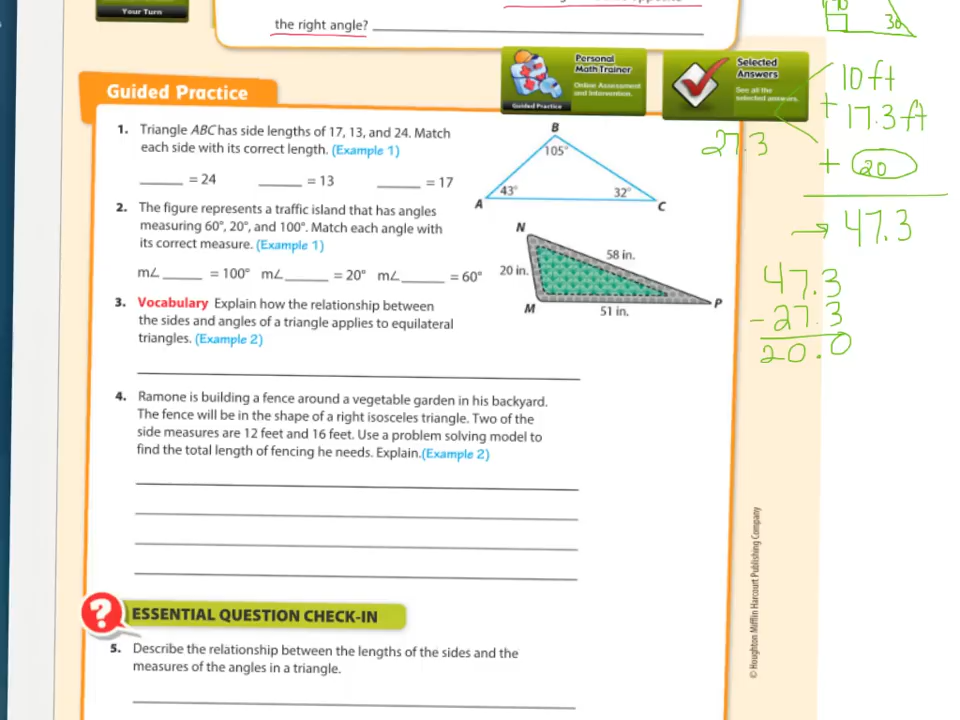 Your Turn
the right angle?
30
Personal
Math Trainer
Online Assessment
and Intervention.
Guided Practice
Selected
Answers
See all the
selected answers.
10 ft
+ 17.3 ft
27.3
+ 20
→ 47.3
47.3
- 27.3
20.0
Guided Practice
1. Triangle ABC has side lengths of 17, 13, and 24. Match
each side with its correct length. (Example 1)
______ = 24 ______ = 13 ______ = 17
B
105°
43°
32°
A
C
2. The figure represents a traffic island that has angles
measuring 60°, 20°, and 100°. Match each angle with
its correct measure. (Example 1)
m∠ ______ = 100° m∠ ______ = 20° m∠ ______ = 60°
N
58 in.
20 in.
P
M
51 in.
3. Vocabulary Explain how the relationship between
the sides and angles of a triangle applies to equilateral
triangles. (Example 2)
4. Ramone is building a fence around a vegetable garden in his backyard.
The fence will be in the shape of a right isosceles triangle. Two of the
side measures are 12 feet and 16 feet. Use a problem solving model to
find the total length of fencing he needs. Explain.(Example 2)
? ESSENTIAL QUESTION CHECK-IN
5. Describe the relationship between the lengths of the sides and the
measures of the angles in a triangle.
© Houghton Mifflin Harcourt Publishing Company